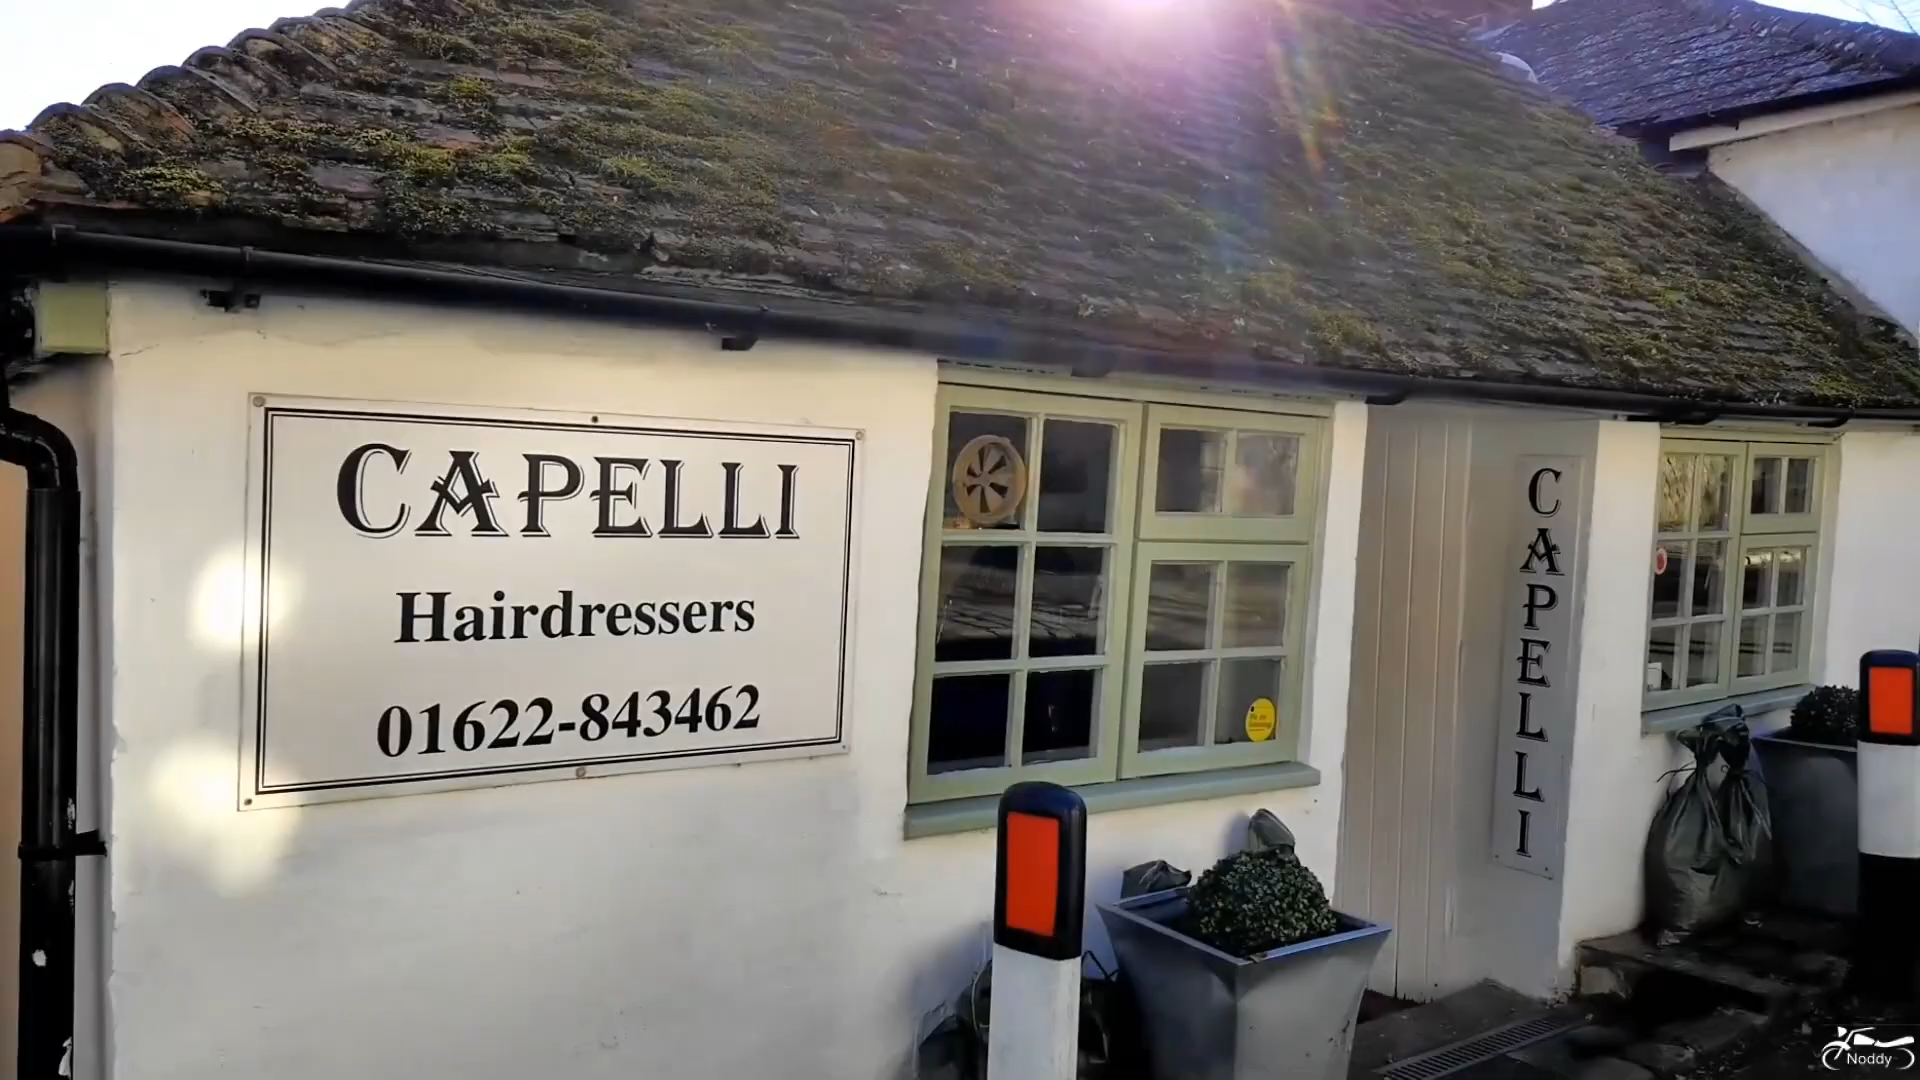 CAPELLI
Hairdressers
01622-843462
CAPELLI
Noddy